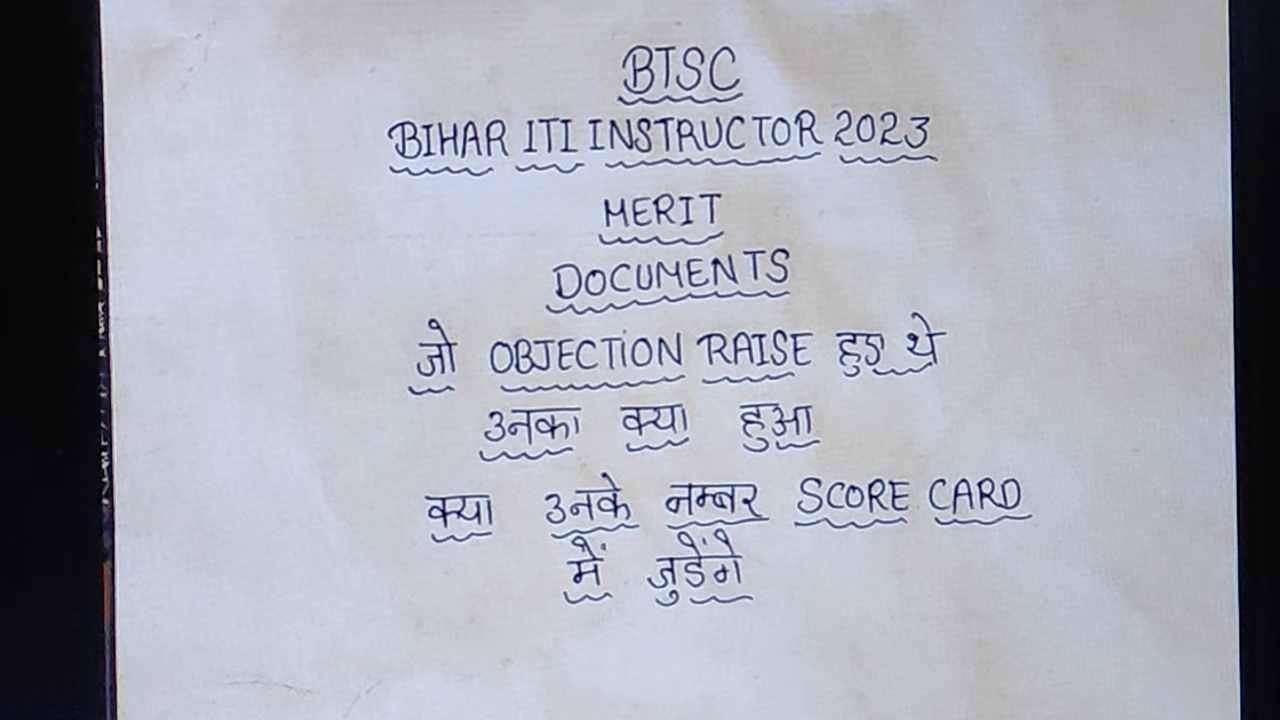 BTSC
BIHAR ITI INSTRUCTOR 2023
MERIT
DOCUMENTS
जो OBJECTION RAISE हुए थे
उनका क्या हुआ
क्या उनके नम्बर SCORE CARD
में जुडेंगे